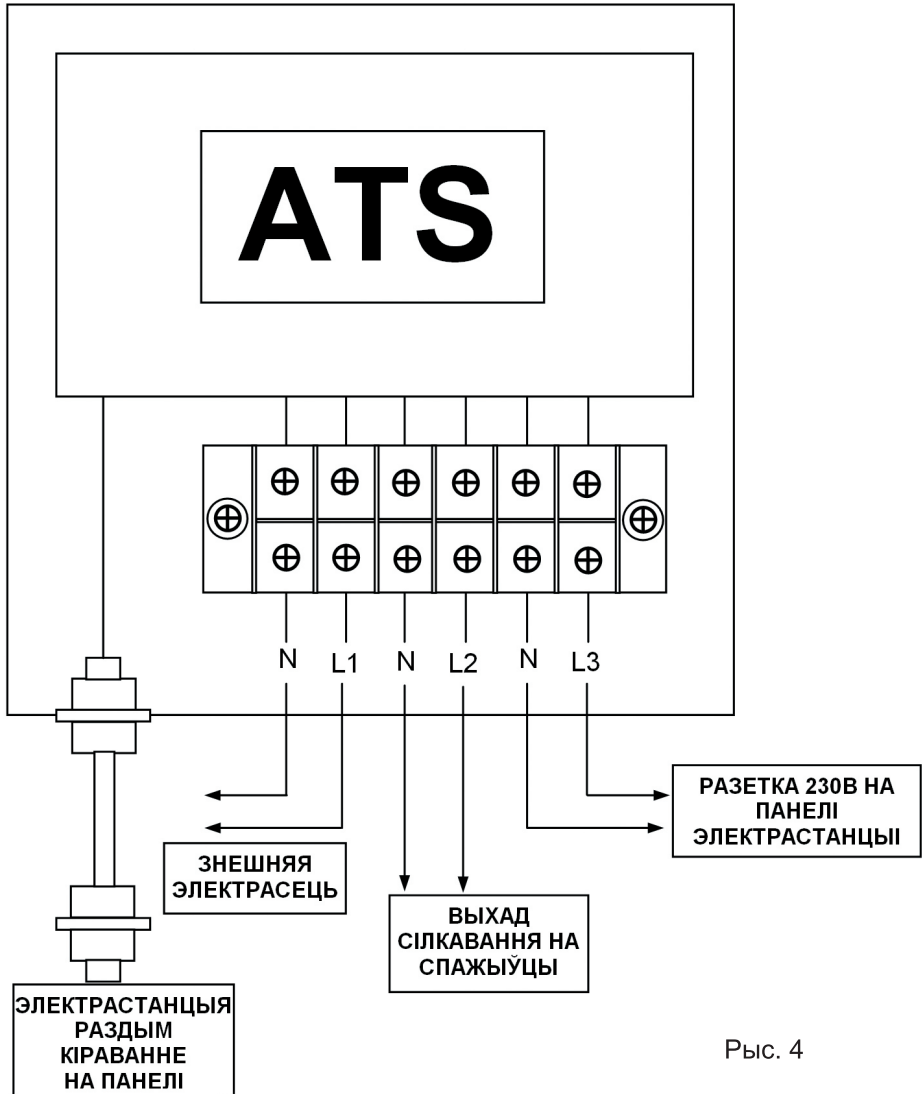 ATS
N L1 N L2 N L3
РАЗЕТКА 230В НА
ПАНЕЛІ
ЭЛЕКТРАСТАНЦЫІ
ЗНЕШНЯЯ
ЭЛЕКТРАСЕЦЬ
ВЫХАД
СІЛКАВАННЯ НА
СПАЖЫЎЦЫ
ЭЛЕКТРАСТАНЦЫЯ
РАЗДЫМ
КІРАВАННЕ
НА ПАНЕЛІ
Рыс. 4